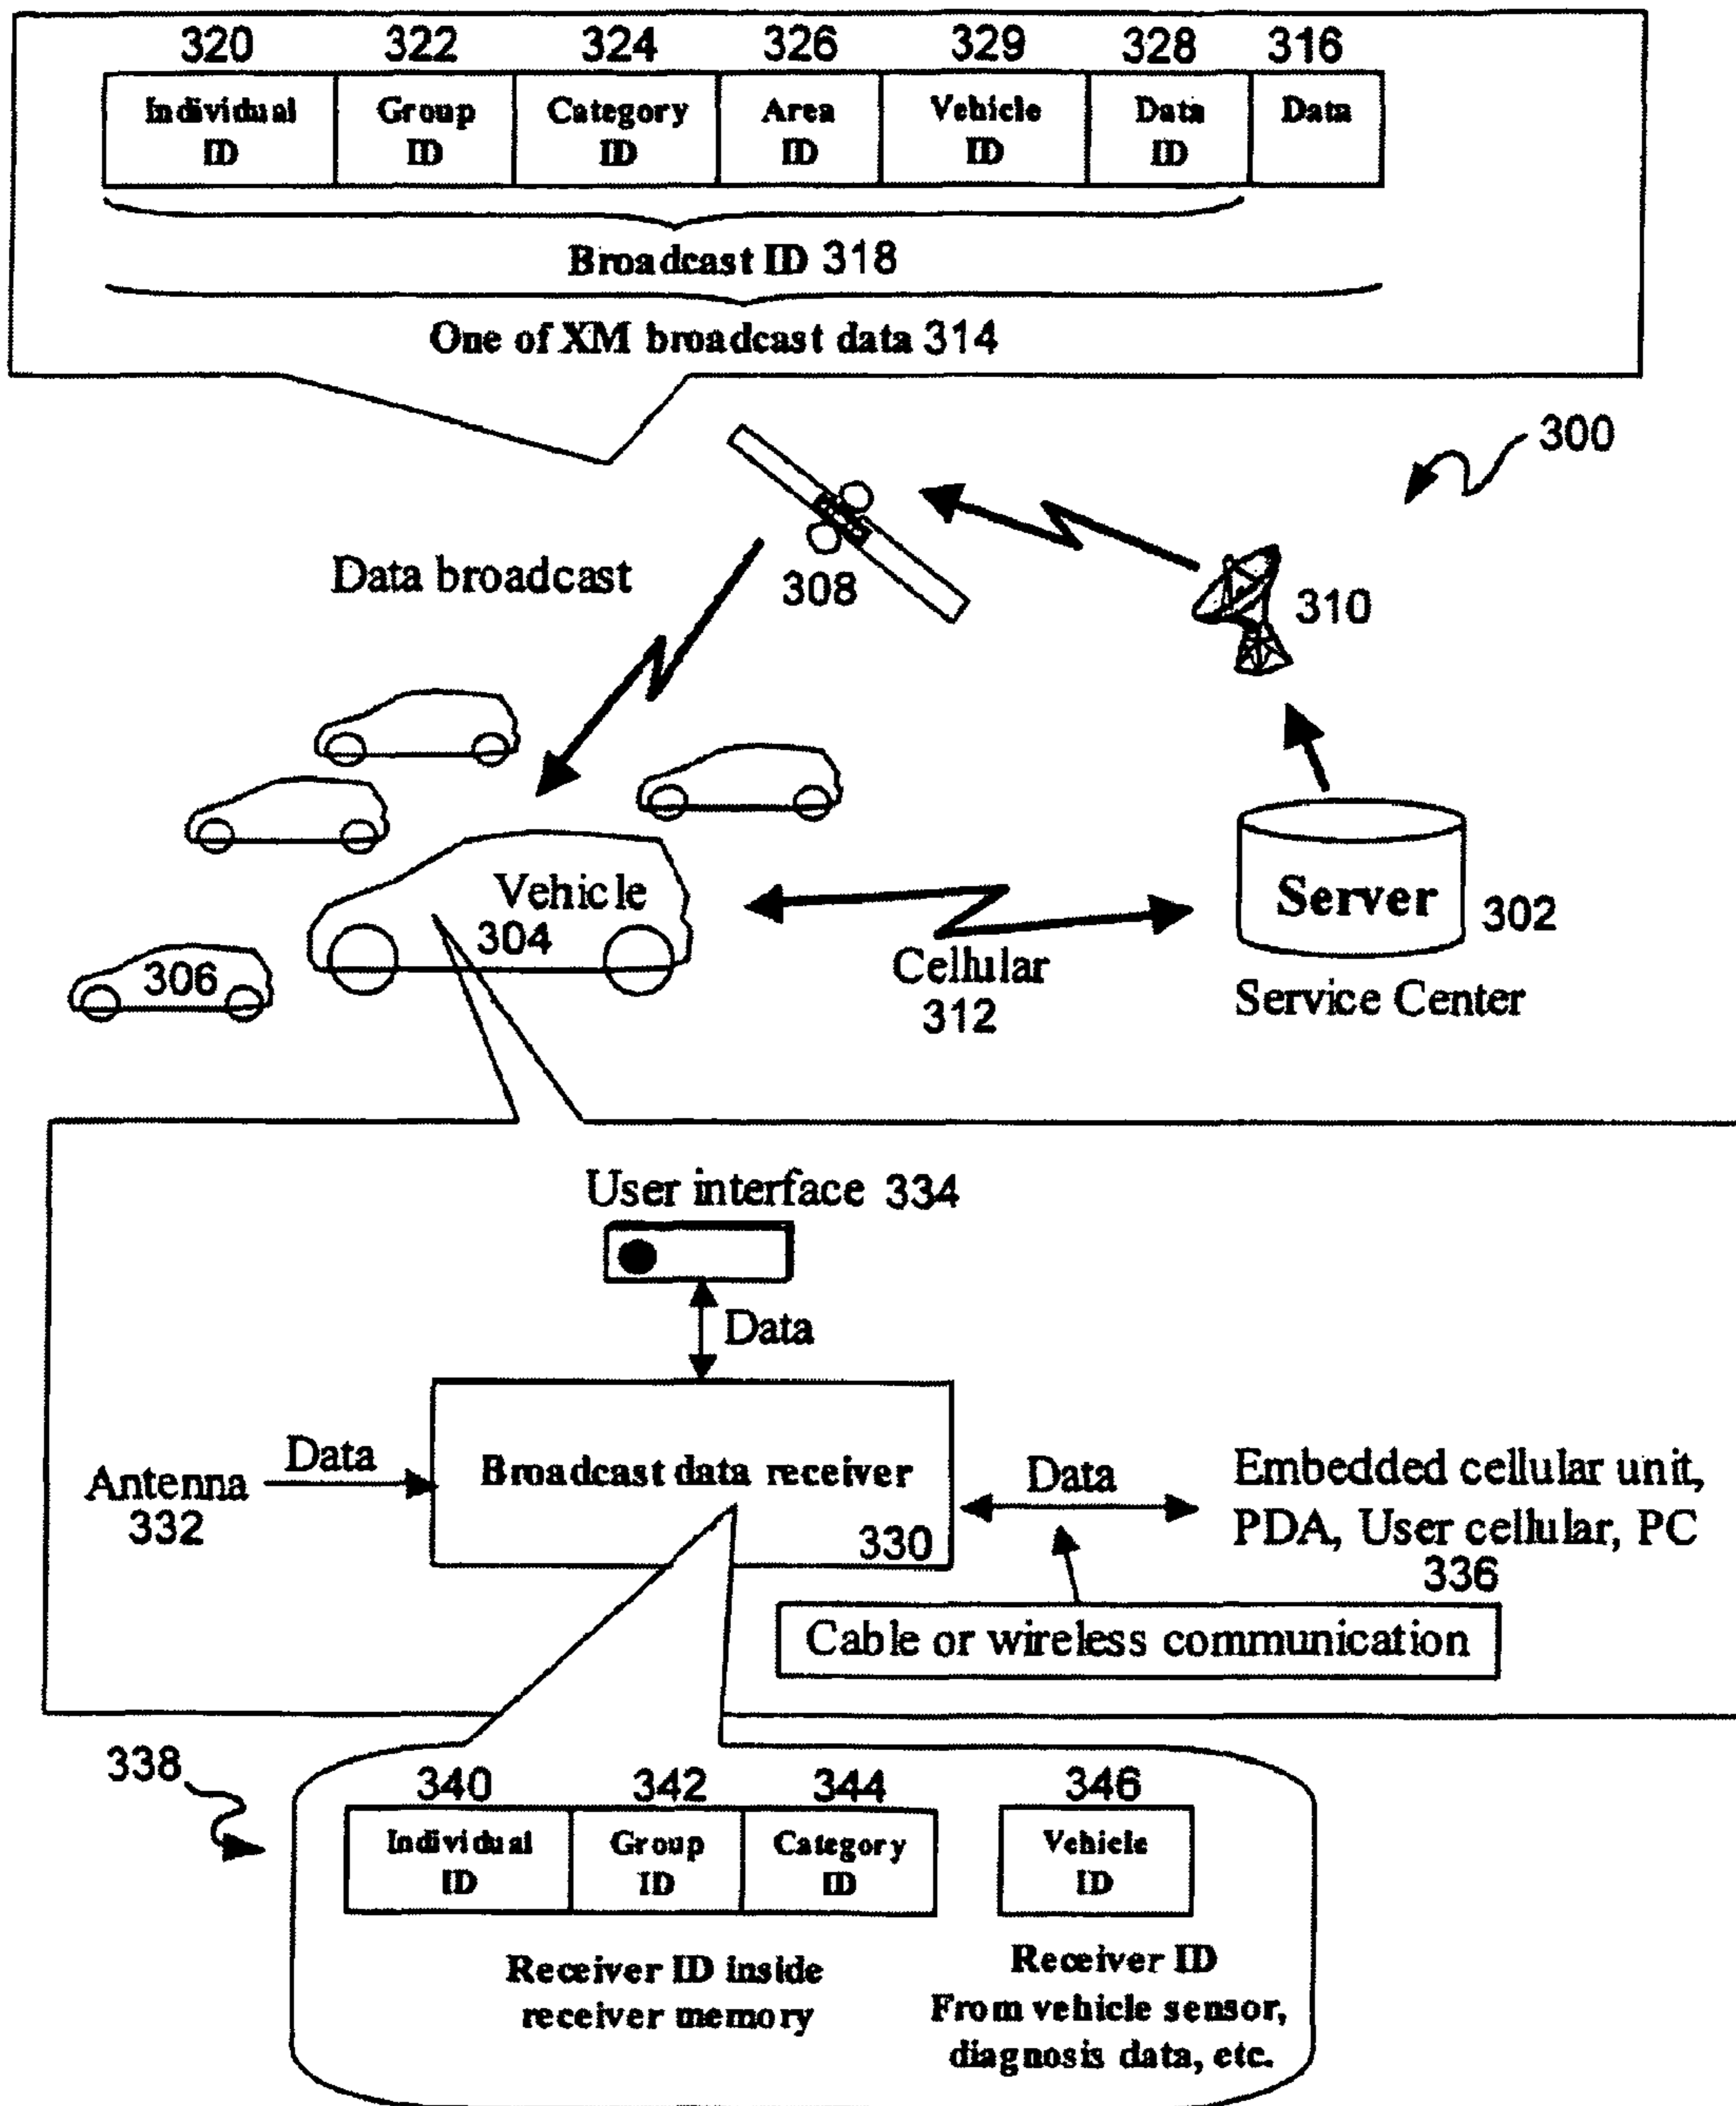 320 322 324 326 329 328 316
Individual ID Group ID Category ID Area ID Vehicle ID Data ID Data
Broadcast ID 318
One of XM broadcast data 314
300
Data broadcast
308
310
Vehicle
304
306
Server
302
Cellular
312
Service Center
User interface 334
Data
Antenna
332
Data
Broadcast data receiver
330
Data
Embedded cellular unit,
PDA, User cellular, PC
336
Cable or wireless communication
338
340 342 344 346
Individual ID Group ID Category ID Vehicle ID
Receiver ID inside
receiver memory
Receiver ID
From vehicle sensor,
diagnosis data, etc.